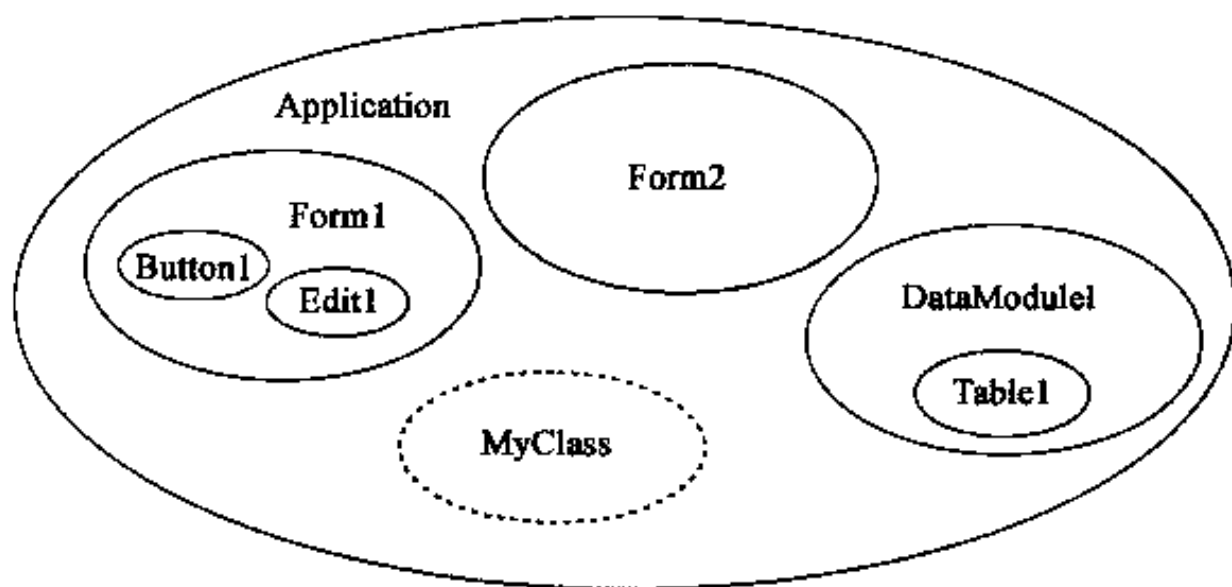 Application
Form2
Form1
Button1
Edit1
DataModule1
Table1
MyClass